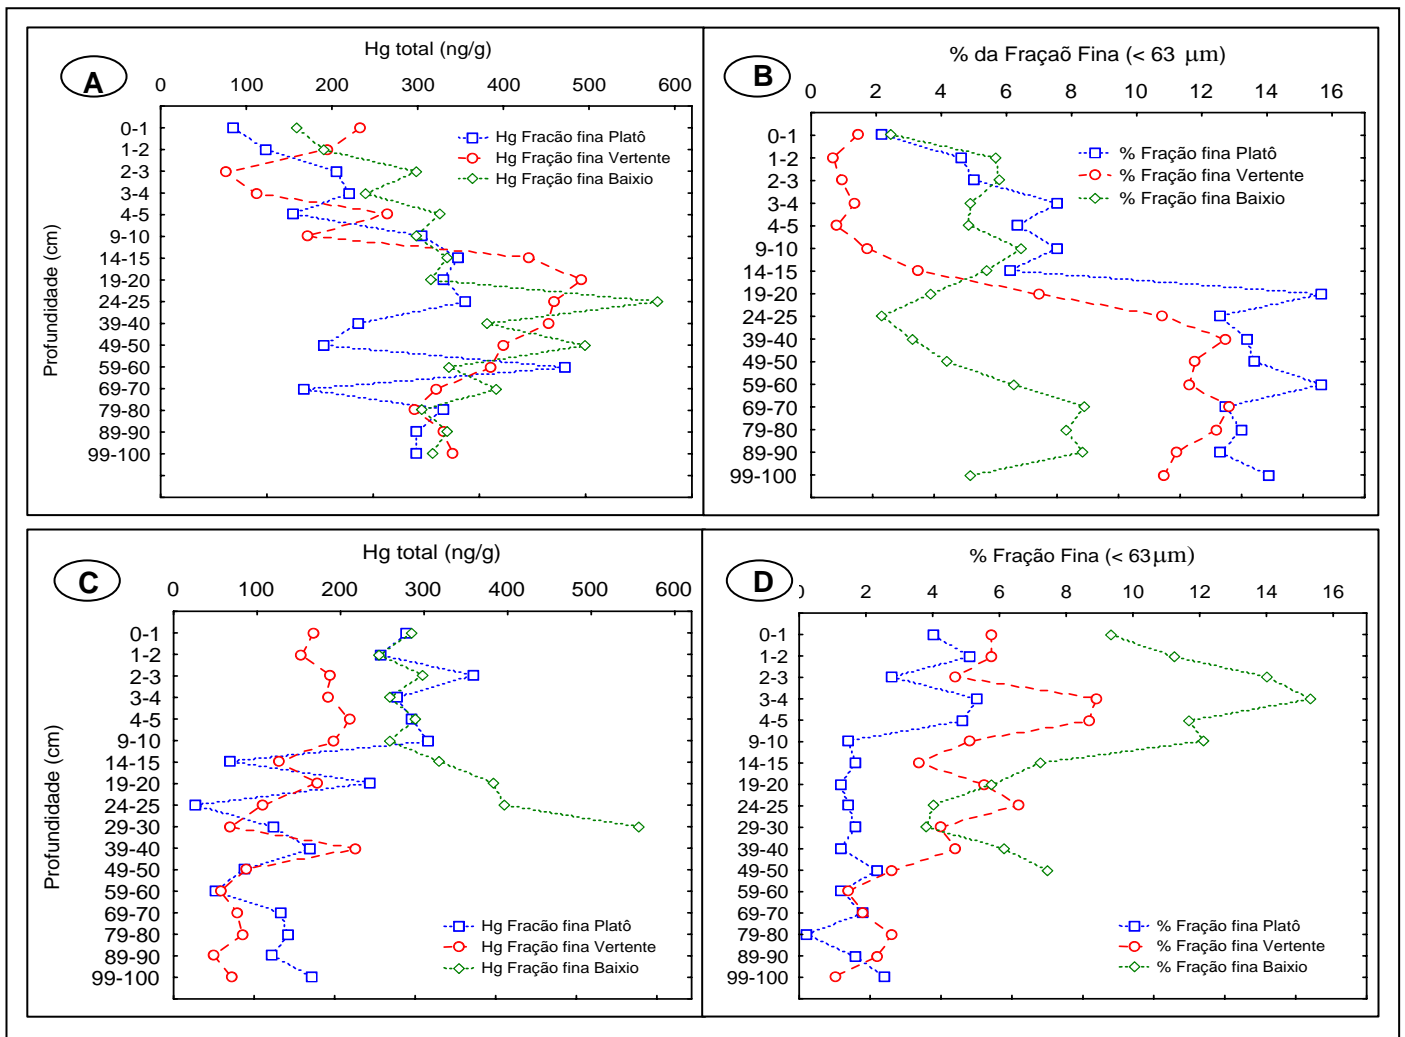 A
Hg total (ng/g)
0 100 200 300 400 500 600
Profundidade (cm)
0-1
1-2
2-3
3-4
4-5
9-10
14-15
19-20
24-25
39-40
49-50
59-60
69-70
79-80
89-90
99-100
Hg Fracão fina Platô
Hg Fração fina Vertente
Hg Fração fina Baixio
B
% da Fraçaõ Fina (< 63 μm)
0 2 4 6 8 10 12 14 16
0-1
1-2
2-3
3-4
4-5
9-10
14-15
19-20
24-25
39-40
49-50
59-60
69-70
79-80
89-90
99-100
% Fração fina Platô
% Fração fina Vertente
% Fração fina Baixio
C
Hg total (ng/g)
0 100 200 300 400 500 600
Profundidade (cm)
0-1
1-2
2-3
3-4
4-5
9-10
14-15
19-20
24-25
29-30
39-40
49-50
59-60
69-70
79-80
89-90
99-100
Hg Fracão fina Platô
Hg Fração fina Vertente
Hg Fração fina Baixio
D
% Fração Fina (< 63μm)
0 2 4 6 8 10 12 14 16
0-1
1-2
2-3
3-4
4-5
9-10
14-15
19-20
24-25
29-30
39-40
49-50
59-60
69-70
79-80
89-90
99-100
% Fração fina Platô
% Fração fina Vertente
% Fração fina Baixio